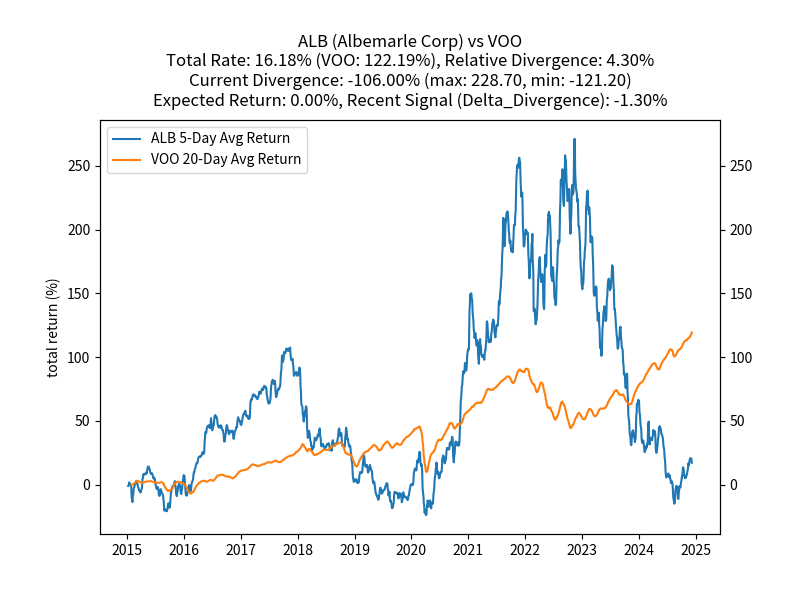 ALB (Albemarle Corp) vs VOO
Total Rate: 16.18% (VOO: 122.19%), Relative Divergence: 4.30%
Current Divergence: -106.00% (max: 228.70, min: -121.20)
Expected Return: 0.00%, Recent Signal (Delta_Divergence): -1.30%
ALB 5-Day Avg Return
VOO 20-Day Avg Return
total return (%)
250
200
150
100
50
0
250
200
150
100
50
0
2015 2016 2017 2018 2019 2020 2021 2022 2023 2024 2025